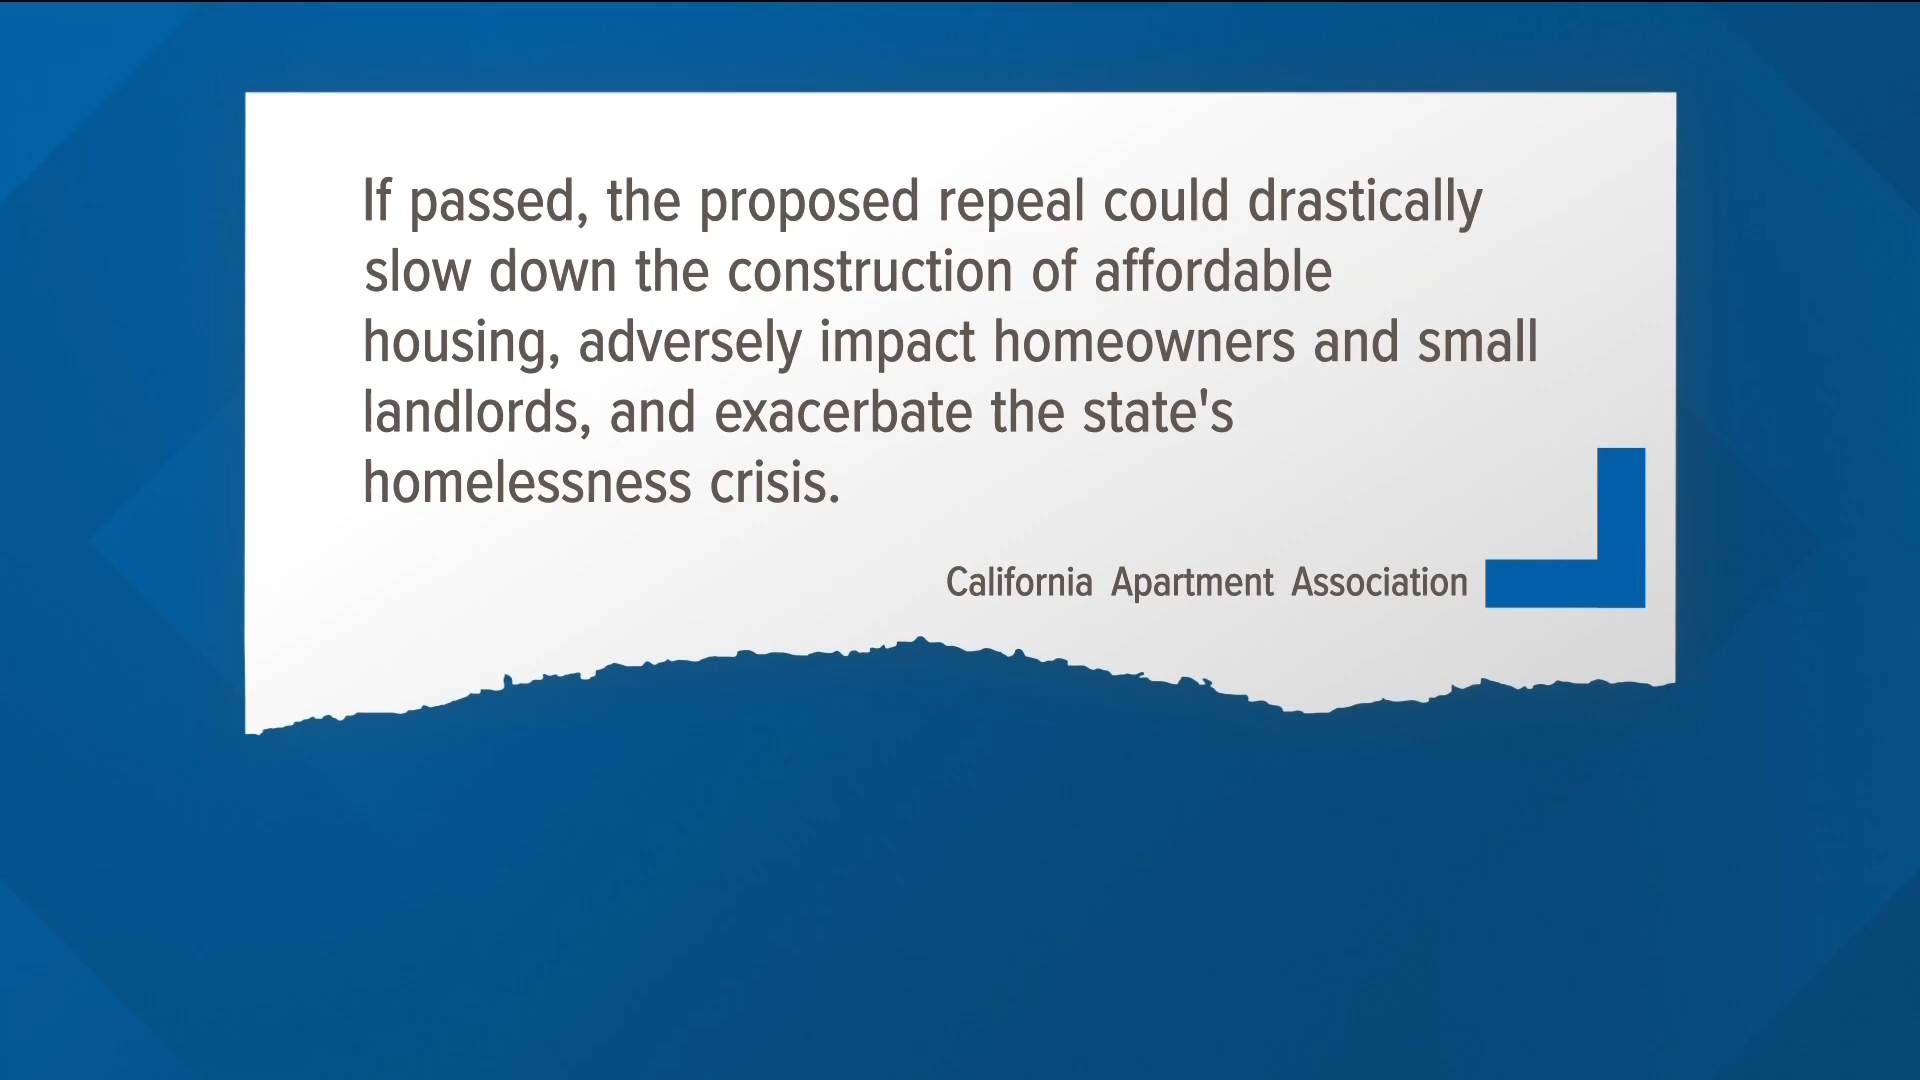 If passed, the proposed repeal could drastically
slow down the construction of affordable
housing, adversely impact homeowners and small
landlords, and exacerbate the state's
homelessness crisis.
California Apartment Association